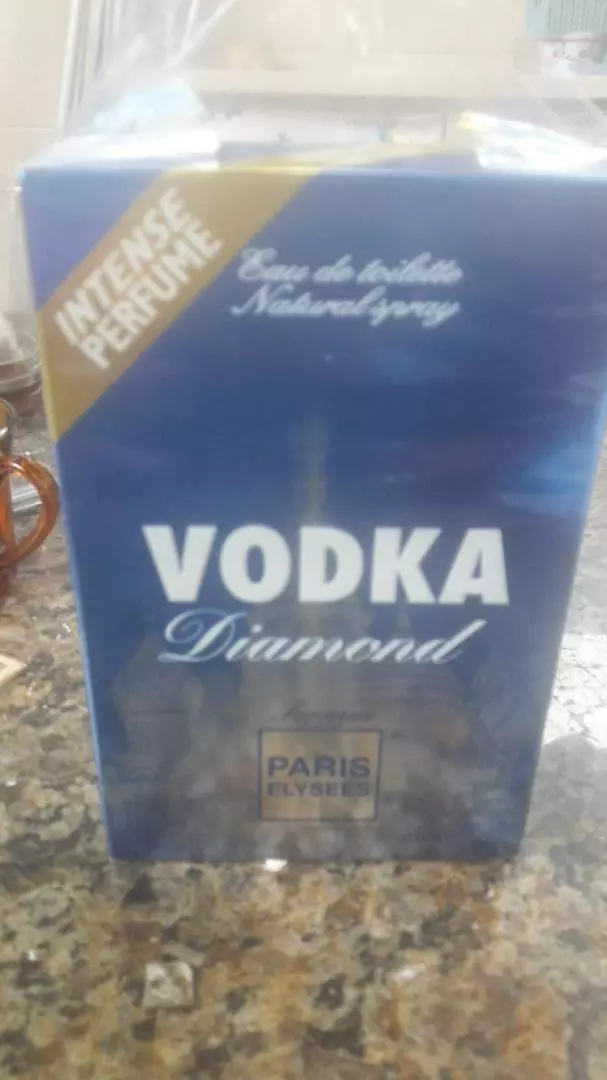 INTENSE
PERFUME
Eau de toilette
Natural spray
VODKA
Diamond
PARIS
ELYSEES